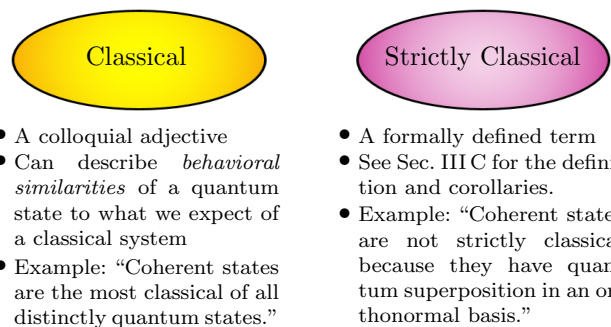 Classical
• A colloquial adjective
• Can describe behavioral
similarities of a quantum
state to what we expect of
a classical system
• Example: “Coherent states
are the most classical of all
distinctly quantum states.”
Strictly Classical
• A formally defined term
• See Sec. III C for the defini
tion and corollaries.
• Example: “Coherent state
are not strictly classica
because they have quan
tum superposition in an or
thonormal basis.”